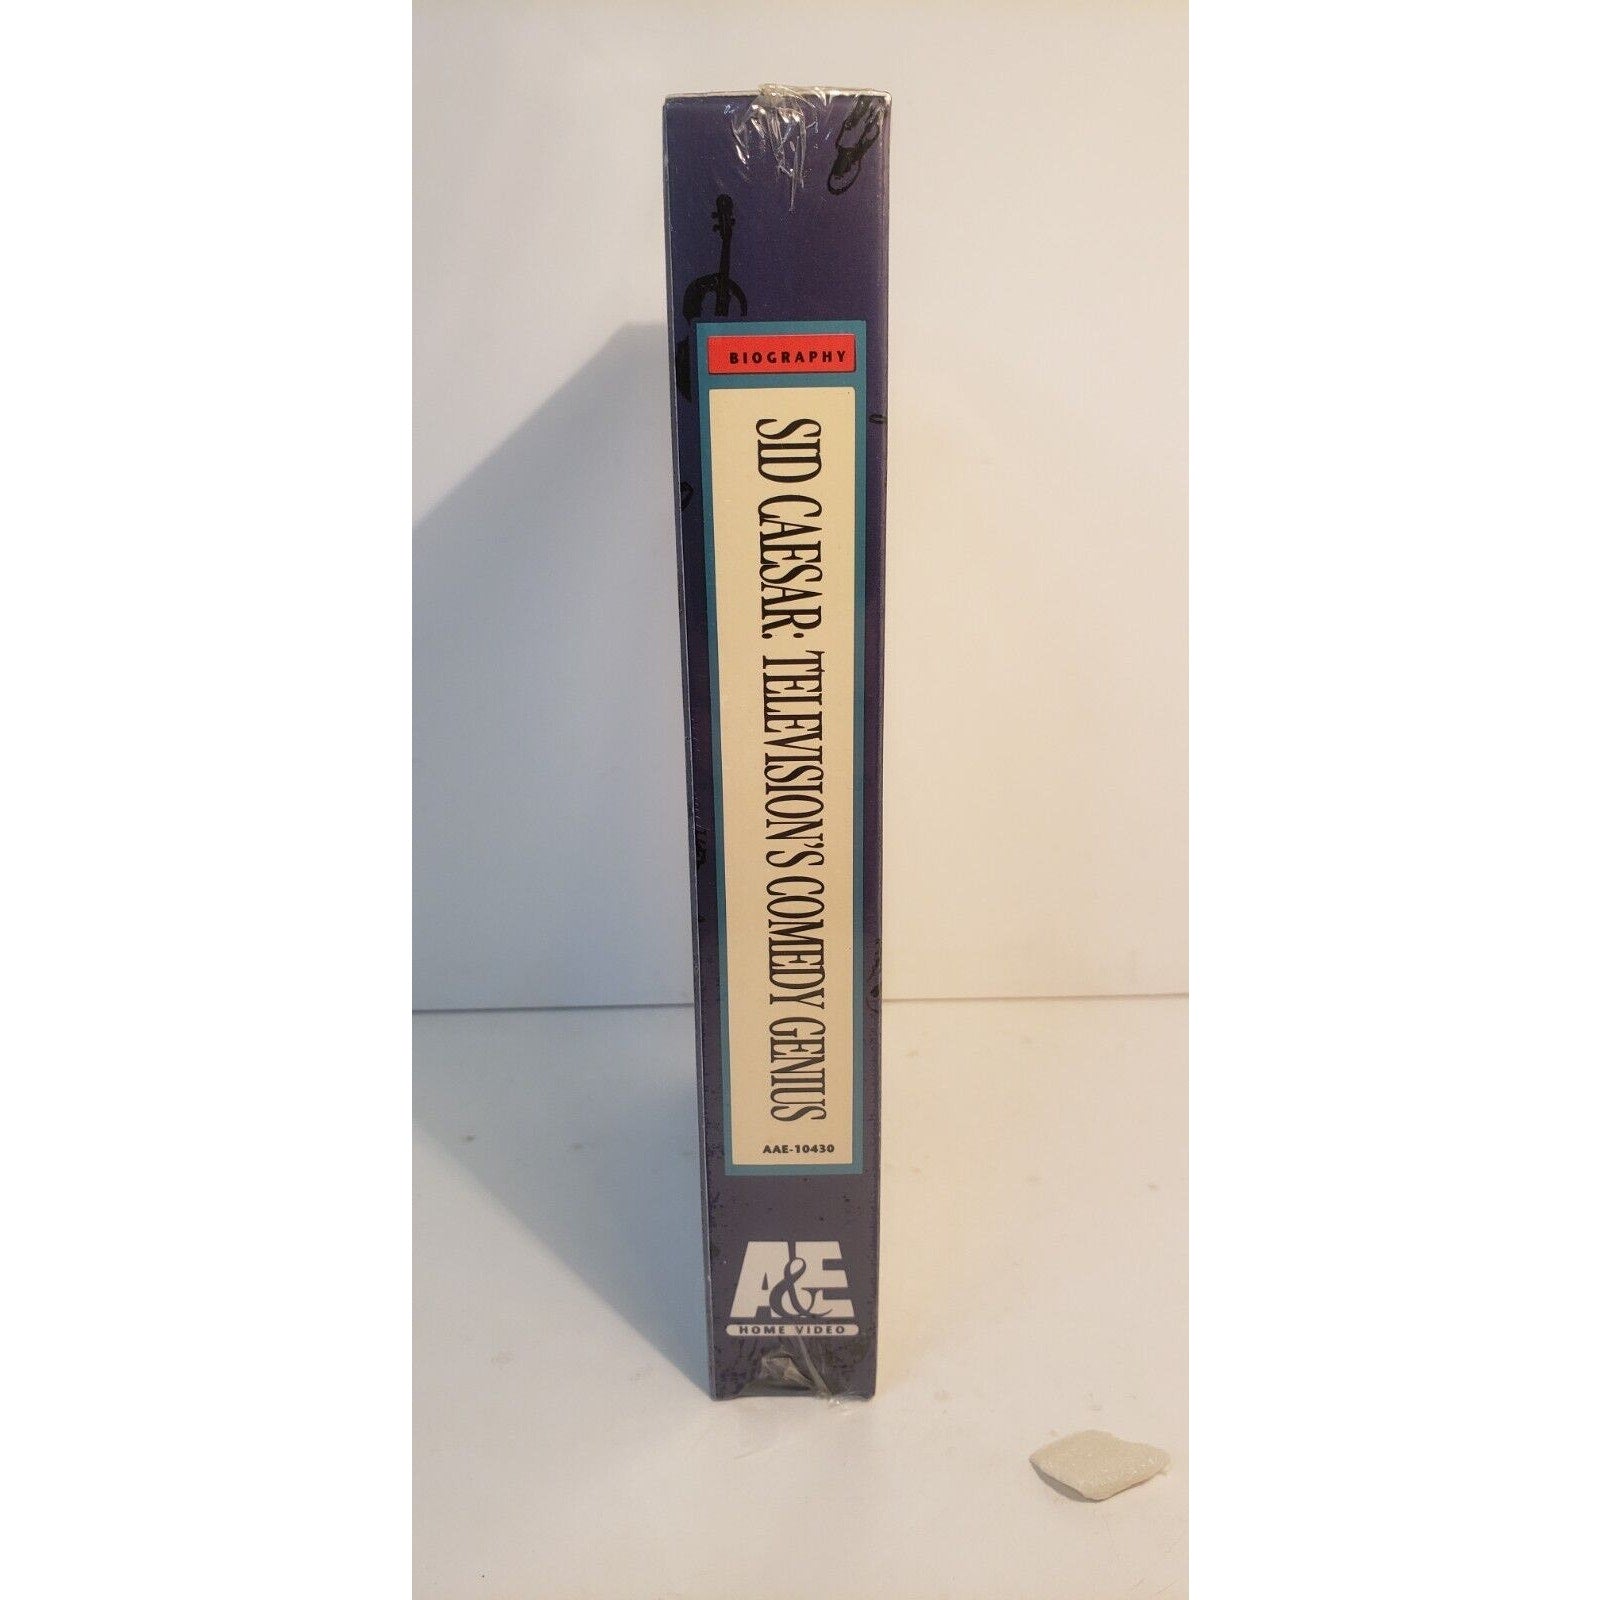 BIOGRAPHY
SID CAESAR: TELEVISION'S COMEDY GENIUS
AAE-10430
A&E
HOME VIDEO